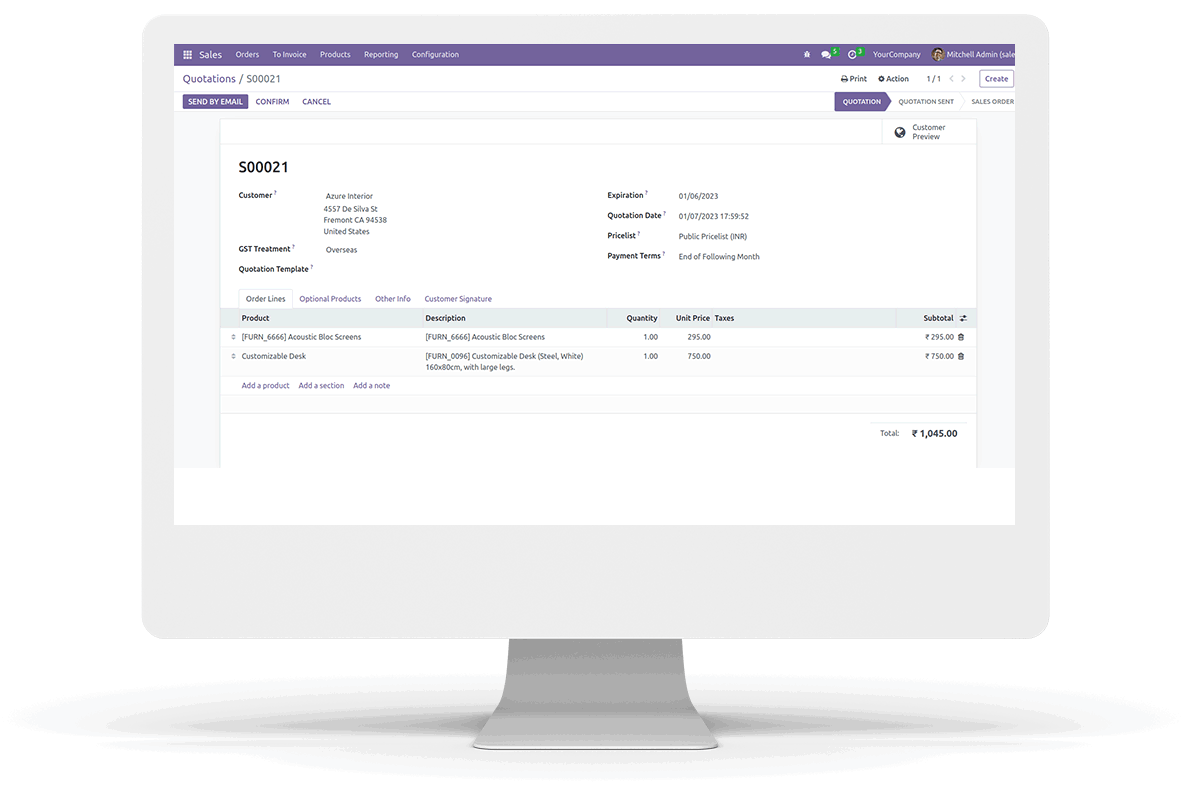 Sales Orders To Invoice Products Reporting Configuration 5 3 YourCompany Mitchell Admin (sale
Quotations / S00021 Print Action 1 / 1 Create
SEND BY EMAIL CONFIRM CANCEL QUOTATION QUOTATION SENT SALES ORDER
Customer
Preview
S00021
Customer ? Azure Interior
4557 De Silva St
Fremont CA 94538
United States
GST Treatment ? Overseas
Quotation Template ?
Expiration ? 01/06/2023
Quotation Date ? 01/07/2023 17:59:52
Pricelist ? Public Pricelist (INR)
Payment Terms ? End of Following Month
Order Lines Optional Products Other Info Customer Signature
Product Description Quantity Unit Price Taxes Subtotal
[FURN_6666] Acoustic Bloc Screens [FURN_6666] Acoustic Bloc Screens 1.00 295.00 ₹ 295.00
Customizable Desk [FURN_0096] Customizable Desk (Steel, White) 1.00 750.00 ₹ 750.00
160x80cm, with large legs.
Add a product Add a section Add a note
Total: ₹ 1,045.00